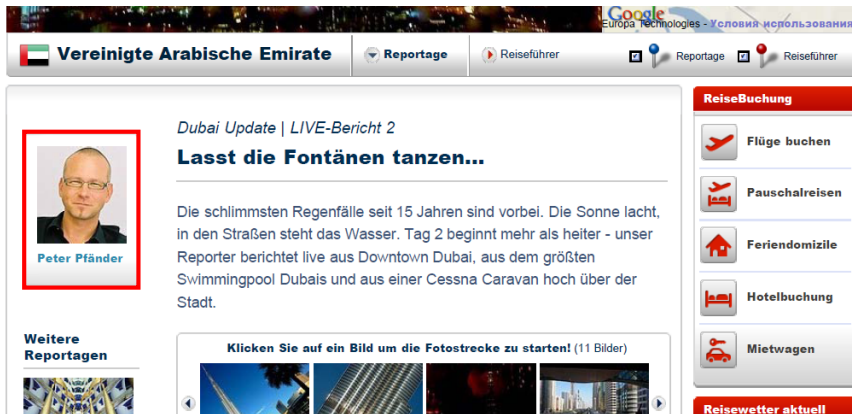 Google
Europa Technologies - Условия использования
Vereinigte Arabische Emirate
Reportage
Reiseführer
Reportage
Reiseführer
Dubai Update | LIVE-Bericht 2
Lasst die Fontänen tanzen...
Peter Pfänder
Die schlimmsten Regenfälle seit 15 Jahren sind vorbei. Die Sonne lacht,
in den Straßen steht das Wasser. Tag 2 beginnt mehr als heiter - unser
Reporter berichtet live aus Downtown Dubai, aus dem größten
Swimmingpool Dubais und aus einer Cessna Caravan hoch über der
Stadt.
Weitere
Reportagen
Klicken Sie auf ein Bild um die Fotostrecke zu starten! (11 Bilder)
ReiseBuchung
Flüge buchen
Pauschalreisen
Feriendomizile
Hotelbuchung
Mietwagen
Reisewetter aktuell